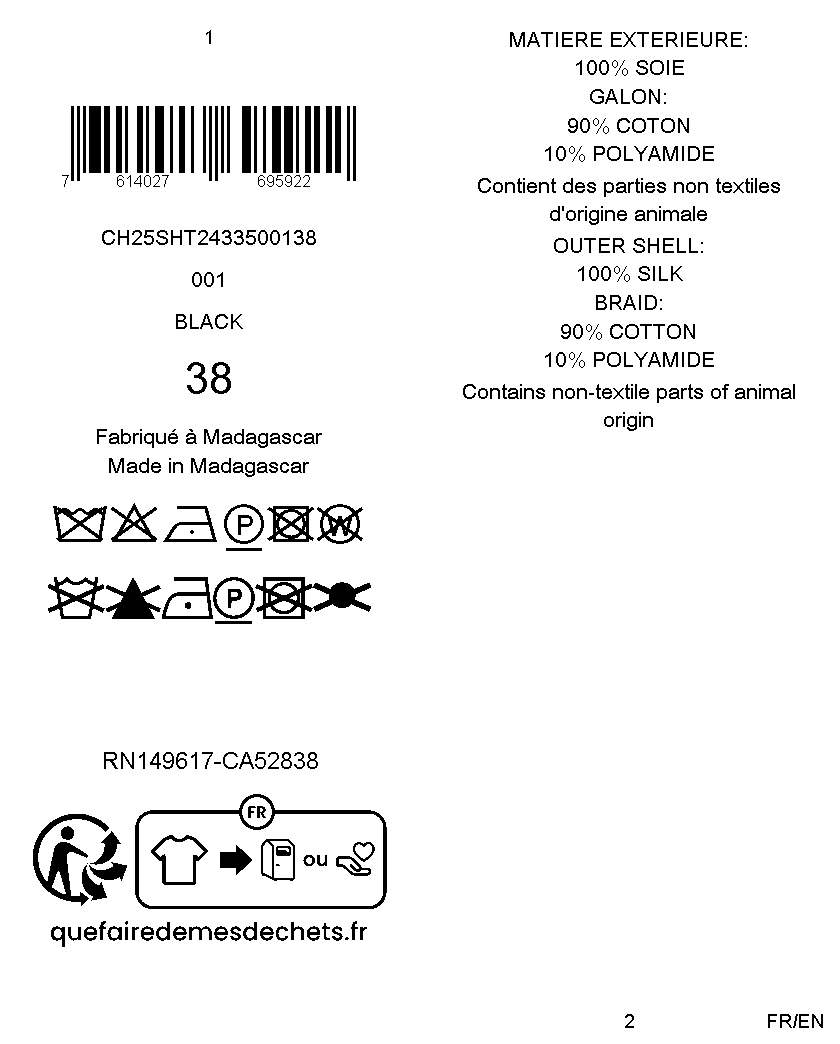 1
7 614027 695922
CH25SHT2433500138
001
BLACK
38
Fabriqué à Madagascar
Made in Madagascar
P W
P
RN149617-CA52838
FR
ou
quefairedemesdechets.fr
MATIERE EXTERIEURE:
100% SOIE
GALON:
90% COTON
10% POLYAMIDE
Contient des parties non textiles
d'origine animale
OUTER SHELL:
100% SILK
BRAID:
90% COTTON
10% POLYAMIDE
Contains non-textile parts of animal
origin
2
FR/EN